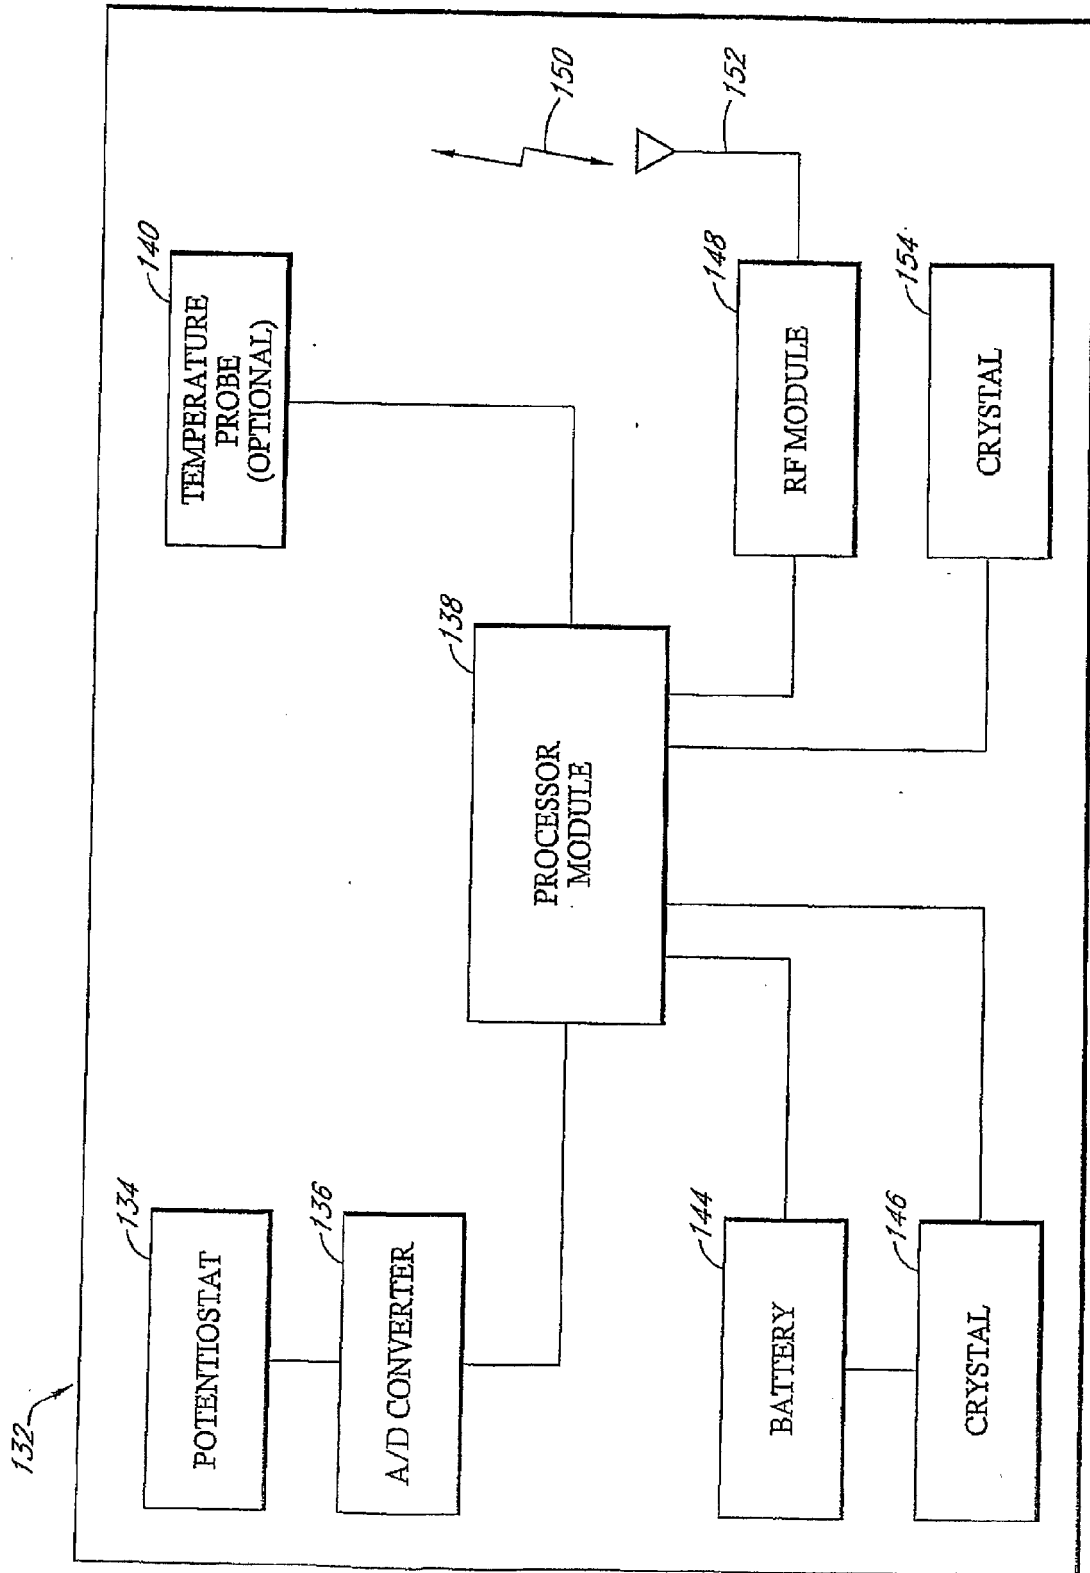 132
134
POTENTIOSTAT
136
A/D CONVERTER
138
PROCESSOR
MODULE
140
TEMPERATURE
PROBE
(OPTIONAL)
144
BATTERY
146
CRYSTAL
148
RF MODULE
150
152
154
CRYSTAL